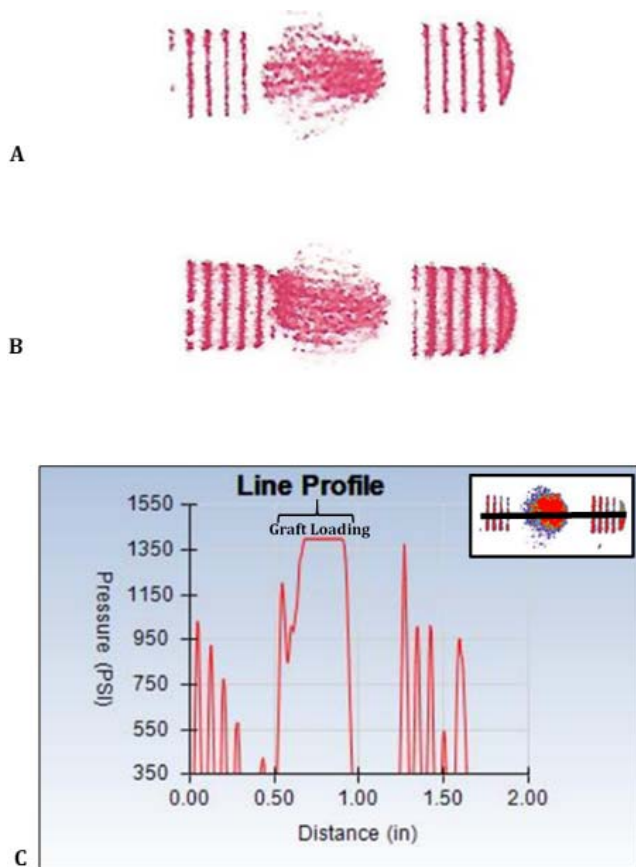 A
B
Line Profile
Graft Loading
1550
1350
1150
950
750
550
350
Pressure (PSI)
0.00 0.50 1.00 1.50 2.00
Distance (in)
C